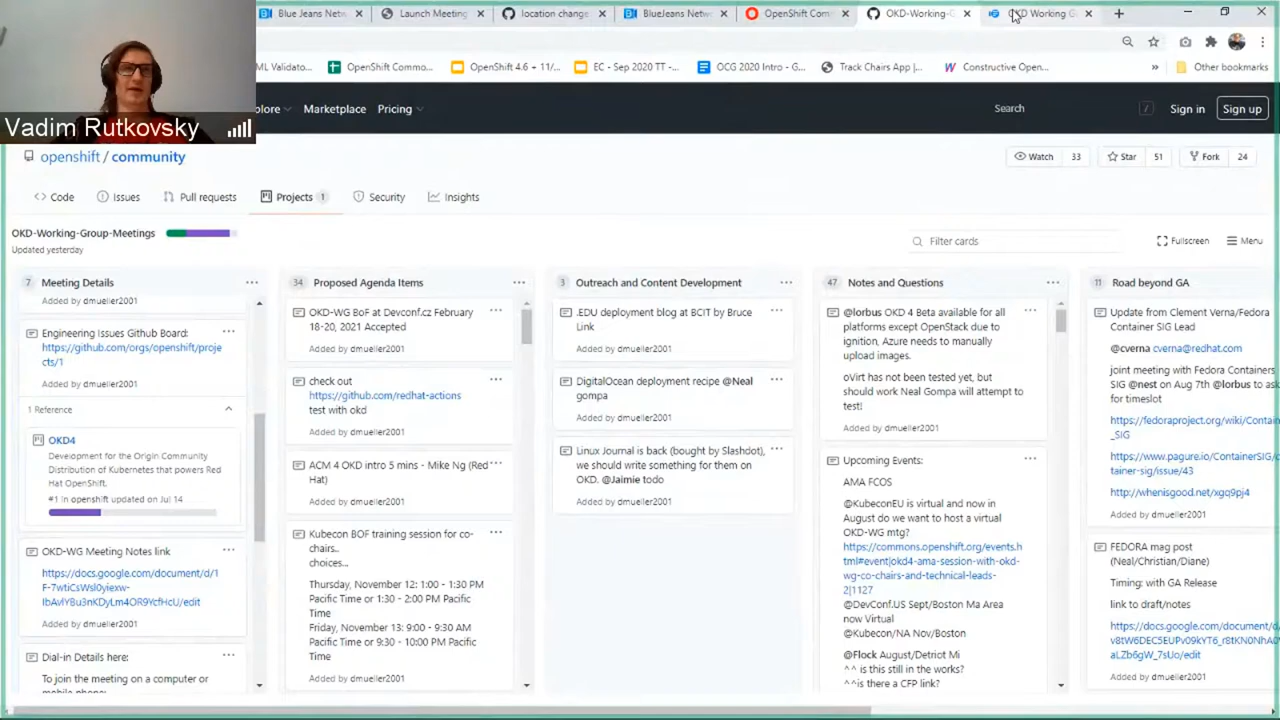 Blue Jeans Netw
Launch Meeting
location change
BlueJeans Networ
OpenShift Com
OKD-Working-G
OKD Working G
ML Validato...
OpenShift Commo...
OpenShift 4.6 + 11/...
EC - Sep 2020 TT -...
OCG 2020 Intro - G...
Track Chairs App |...
Constructive Open...
»
Other bookmarks
Vadim Rutkovsky
plore
Marketplace
Pricing
Search
/
Sign in
Sign up
openshift / community
Watch 33
Star 51
Fork 24
Code
Issues
Pull requests
Projects 1
Security
Insights
OKD-Working-Group-Meetings
Updated yesterday
Filter cards
Fullscreen
Menu
7 Meeting Details
Added by dmueller2001
Engineering Issues Github Board:
https://github.com/orgs/openshift/proje
cts/1
Added by dmueller2001
1 Reference
OKD4
Development for the Origin Community
Distribution of Kubernetes that powers Red
Hat OpenShift.
#1 in openshift updated on Jul 14
OKD-WG Meeting Notes link
https://docs.google.com/document/d/1
F-7wtiCsWsl0yiexw-
IbAvlYBu3nKDyLm4OR9YcfHcU/edit
Added by dmueller2001
Dial-in Details here:
To join the meeting on a computer or
mobile phone:
34 Proposed Agenda Items
OKD-WG BoF at Devconf.cz February
18-20, 2021 Accepted
Added by dmueller2001
check out
https://github.com/redhat-actions
test with okd
Added by dmueller2001
ACM 4 OKD intro 5 mins - Mike Ng (Red
Hat)
Added by dmueller2001
Kubecon BOF training session for co-
chairs..
choices...
Thursday, November 12: 1:00 - 1:30 PM
Pacific Time or 1:30 - 2:00 PM Pacific
Time
Friday, November 13: 9:00 - 9:30 AM
Pacific Time or 9:30 - 10:00 PM Pacific
Time
Added by dmueller2001
3 Outreach and Content Development
.EDU deployment blog at BCIT by Bruce
Link
Added by dmueller2001
DigitalOcean deployment recipe @Neal
gompa
Added by dmueller2001
Linux Journal is back (bought by Slashdot),
we should write something for them on
OKD. @Jaimie todo
Added by dmueller2001
47 Notes and Questions
@lorbus OKD 4 Beta available for all
platforms except OpenStack due to
ignition, Azure needs to manually
upload images.
oVirt has not been tested yet, but
should work Neal Gompa will attempt to
test!
Added by dmueller2001
Upcoming Events:
AMA FCOS
@KubeconEU is virtual and now in
August do we want to host a virtual
OKD-WG mtg?
https://commons.openshift.org/events.h
tml#event|okd4-ama-session-with-okd-
wg-co-chairs-and-technical-leads-
2|1127
@DevConf.US Sept/Boston Ma Area
now Virtual
@Kubecon/NA Nov/Boston
@Flock August/Detriot Mi
^^ is this still in the works?
^^is there a CFP link?
11 Road beyond GA
Update from Clement Verna/Fedora
Container SIG Lead
@cverna cverna@redhat.com
joint meeting with Fedora Containers
SIG @nest on Aug 7th @lorbus to ask
for timeslot
https://fedoraproject.org/wiki/Contain
_SIG
https://www.pagure.io/ContainerSIG/c
tainer-sig/issue/43
http://whenisgood.net/xgq9pj4
Added by dmueller2001
FEDORA mag post
(Neal/Christian/Diane)
Timing: with GA Release
link to draft/notes
https://docs.google.com/document/d/
v8tW6DEC5EUPv09kYT6_r8tKN0NhA0
aLZb6gW_7sUo/edit
Added by dmueller2001